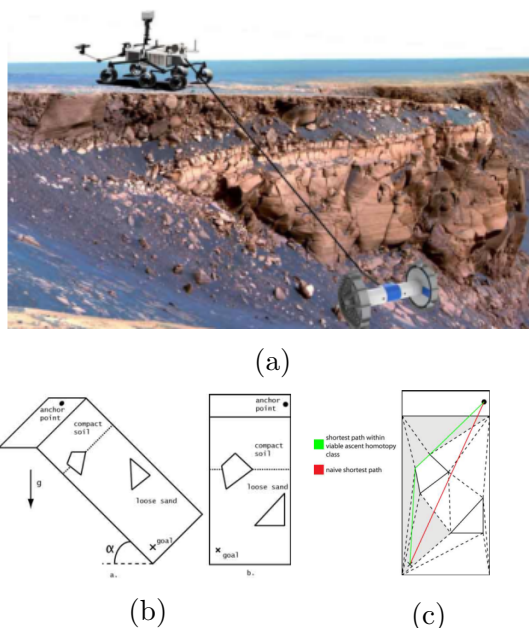 (a)
anchor
point
compact
soil
loose sand
g
α
goal
a.
anchor
point
compact
soil
loose sand
goal
b.
shortest path within
viable ascent homotopy
class
naive shortest path
(b)
(c)